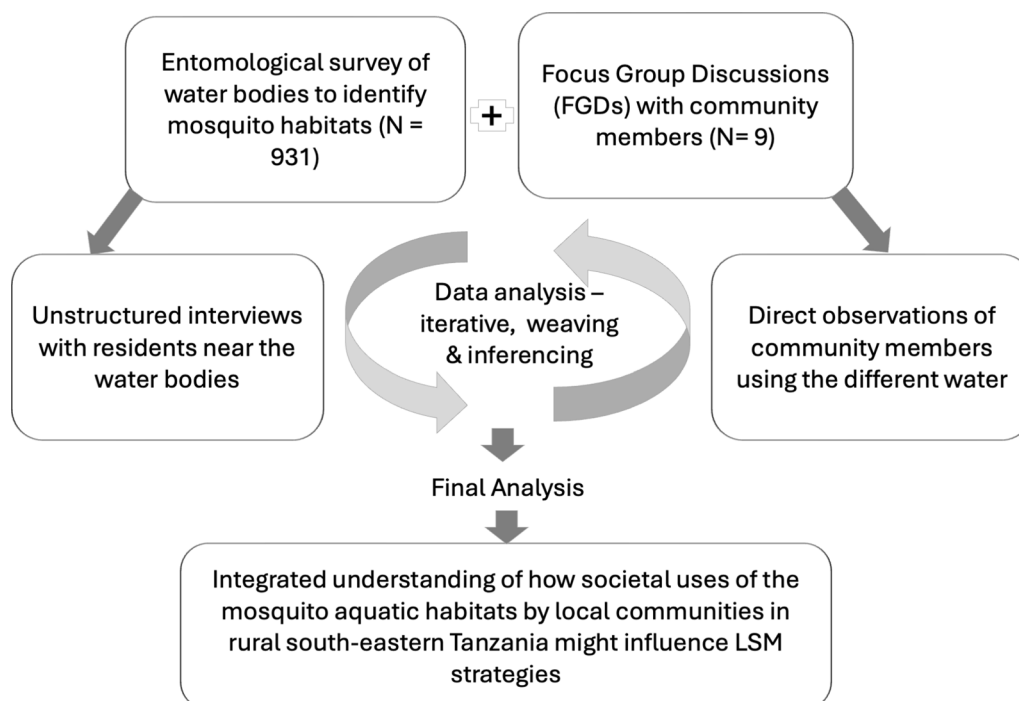 Entomological survey of
water bodies to identify
mosquito habitats (N =
931)
+
Focus Group Discussions
(FGDs) with community
members (N= 9)
Unstructured interviews
with residents near the
water bodies
Data analysis –
iterative, weaving
& inferencing
Direct observations of
community members
using the different water
Final Analysis
Integrated understanding of how societal uses of the
mosquito aquatic habitats by local communities in
rural south-eastern Tanzania might influence LSM
strategies